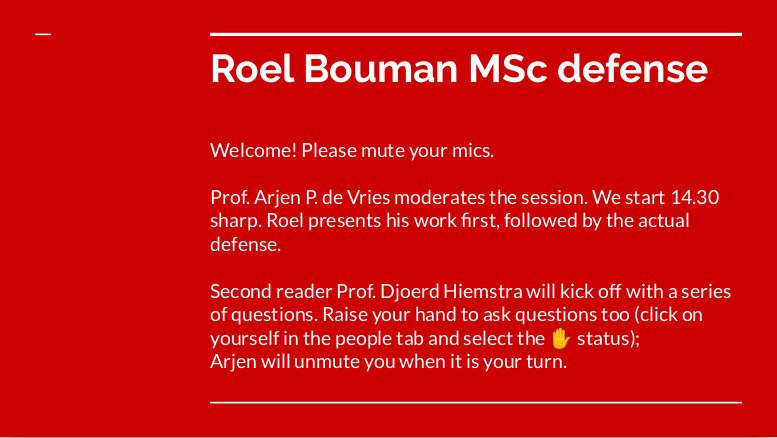 Roel Bouman MSc defense
Welcome! Please mute your mics.
Prof. Arjen P. de Vries moderates the session. We start 14.30
sharp. Roel presents his work first, followed by the actual
defense.
Second reader Prof. Djoerd Hiemstra will kick off with a series
of questions. Raise your hand to ask questions too (click on
yourself in the people tab and select the ✋ status);
Arjen will unmute you when it is your turn.